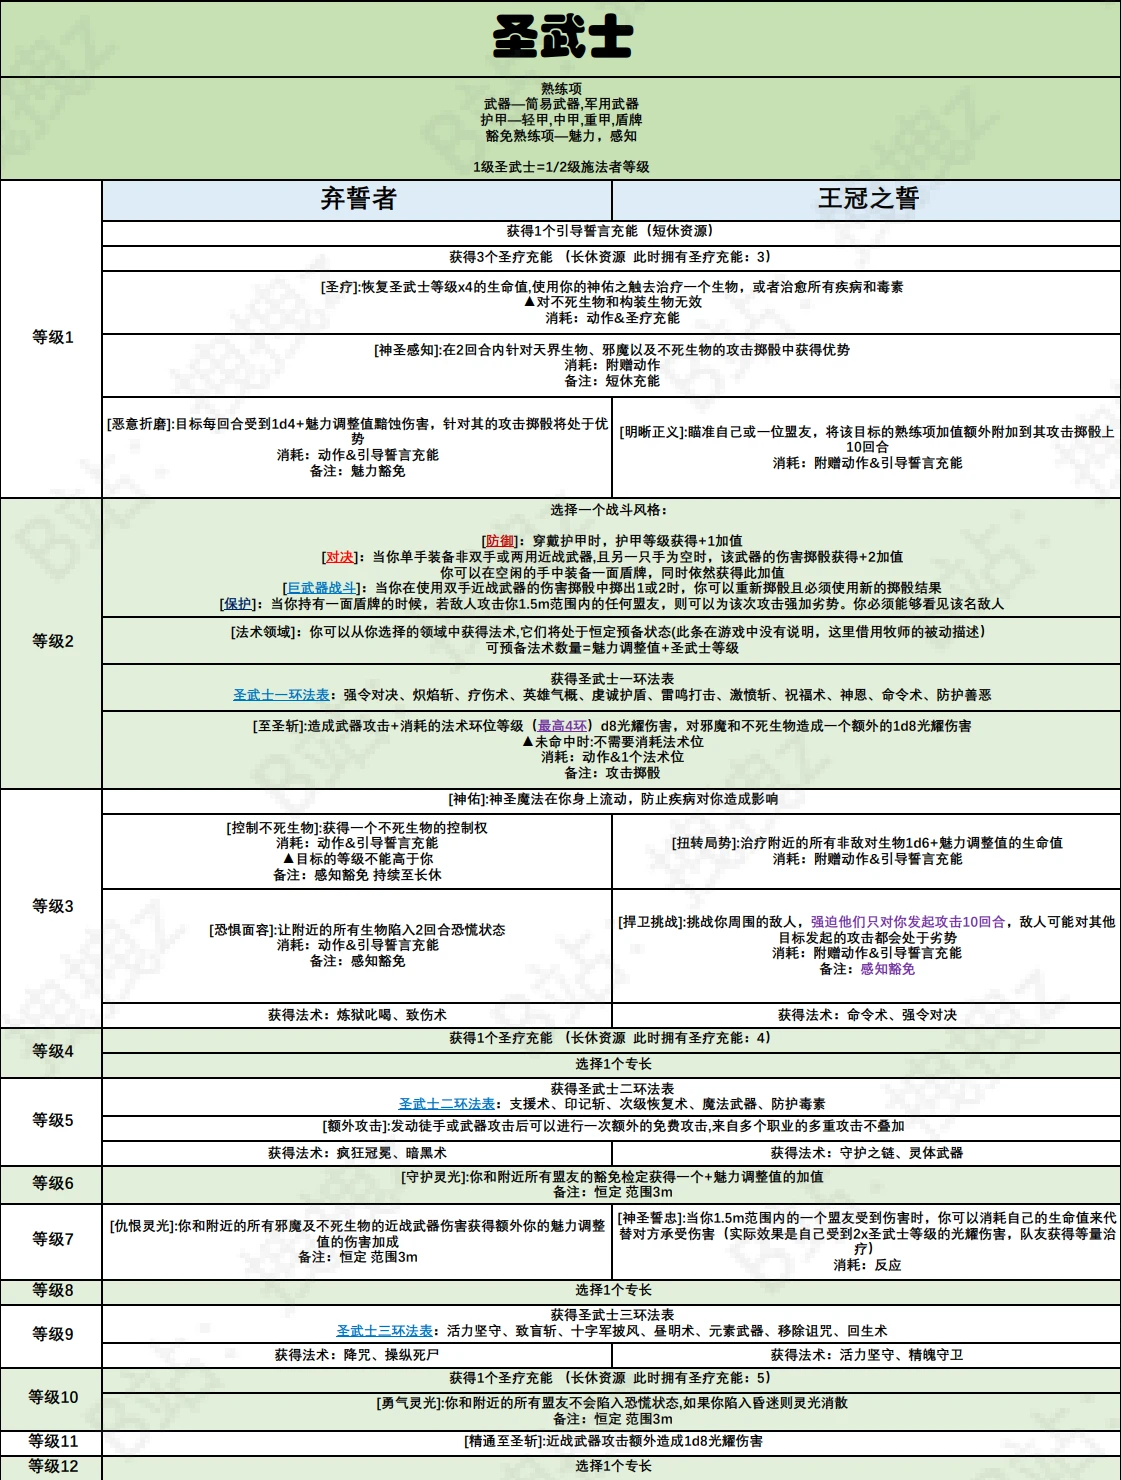 圣武士
熟练项
武器—简易武器,军用武器
护甲—轻甲,中甲,重甲,盾牌
豁免熟练项—魅力，感知
1级圣武士=1/2级施法者等级
等级1
弃誓者
王冠之誓
获得1个引导誓言充能（短休资源）
获得3个圣疗充能 （长休资源 此时拥有圣疗充能：3）
[圣疗]:恢复圣武士等级x4的生命值,使用你的神佑之触去治疗一个生物，或者治愈所有疾病和毒素
▲对不死生物和构装生物无效
消耗：动作&圣疗充能
[神圣感知]:在2回合内针对天界生物、邪魔以及不死生物的攻击掷骰中获得优势
消耗：附赠动作
备注：短休充能
[恶意折磨]:目标每回合受到1d4+魅力调整值黯蚀伤害，针对其的攻击掷骰将处于优
势
消耗：动作&引导誓言充能
备注：魅力豁免
[明晰正义]:瞄准自己或一位盟友，将该目标的熟练项加值额外附加到其攻击掷骰上
10回合
消耗：附赠动作&引导誓言充能
等级2
选择一个战斗风格：
[防御]：穿戴护甲时，护甲等级获得+1加值
[对决]：当你单手装备非双手或两用近战武器,且另一只手为空时，该武器的伤害掷骰获得+2加值
你可以在空闲的手中装备一面盾牌，同时依然获得此加值
[巨武器战斗]：当你在使用双手近战武器的伤害掷骰中掷出1或2时，你可以重新掷骰且必须使用新的掷骰结果
[保护]：当你持有一面盾牌的时候，若敌人攻击你1.5m范围内的任何盟友，则可以为该次攻击强加劣势。你必须能够看见该名敌人
[法术领域]：你可以从你选择的领域中获得法术,它们将处于恒定预备状态(此条在游戏中没有说明，这里借用牧师的被动描述)
可预备法术数量=魅力调整值+圣武士等级
获得圣武士一环法表
圣武士一环法表：强令对决、炽焰斩、疗伤术、英雄气概、虔诚护盾、雷鸣打击、激愤斩、祝福术、神恩、命令术、防护善恶
[至圣斩]:造成武器攻击+消耗的法术环位等级（最高4环）d8光耀伤害，对邪魔和不死生物造成一个额外的1d8光耀伤害
▲未命中时:不需要消耗法术位
消耗：动作&1个法术位
备注：攻击掷骰
等级3
[神佑]:神圣魔法在你身上流动，防止疾病对你造成影响
[控制不死生物]:获得一个不死生物的控制权
消耗：动作&引导誓言充能
▲目标的等级不能高于你
备注：感知豁免 持续至长休
[扭转局势]:治疗附近的所有非敌对生物1d6+魅力调整值的生命值
消耗：附赠动作&引导誓言充能
[恐惧面容]:让附近的所有生物陷入2回合恐慌状态
消耗：动作&引导誓言充能
备注：感知豁免
[捍卫挑战]:挑战你周围的敌人，强迫他们只对你发起攻击10回合，敌人可能对其他
目标发起的攻击都会处于劣势
消耗：附赠动作&引导誓言充能
备注：感知豁免
获得法术：炼狱叱喝、致伤术
获得法术：命令术、强令对决
等级4
获得1个圣疗充能 （长休资源 此时拥有圣疗充能：4）
选择1个专长
等级5
获得圣武士二环法表
圣武士二环法表：支援术、印记斩、次级恢复术、魔法武器、防护毒素
[额外攻击]:发动徒手或武器攻击后可以进行一次额外的免费攻击,来自多个职业的多重攻击不叠加
获得法术：疯狂冠冕、暗黑术
获得法术：守护之链、灵体武器
等级6
[守护灵光]:你和附近所有盟友的豁免检定获得一个+魅力调整值的加值
备注：恒定 范围3m
等级7
[仇恨灵光]:你和附近的所有邪魔及不死生物的近战武器伤害获得额外你的魅力调整
值的伤害加成
备注：恒定 范围3m
[神圣誓忠]:当你1.5m范围内的一个盟友受到伤害时，你可以消耗自己的生命值来代
替对方承受伤害（实际效果是自己受到2x圣武士等级的光耀伤害，队友获得等量治
疗）
消耗：反应
等级8
选择1个专长
等级9
获得圣武士三环法表
圣武士三环法表：活力坚守、致盲斩、十字军披风、昼明术、元素武器、移除诅咒、回生术
获得法术：降咒、操纵死尸
获得法术：活力坚守、精魄守卫
等级10
获得1个圣疗充能 （长休资源 此时拥有圣疗充能：5）
[勇气灵光]:你和附近的所有盟友不会陷入恐慌状态,如果你陷入昏迷则灵光消散
备注：恒定 范围3m
等级11
[精通至圣斩]:近战武器攻击额外造成1d8光耀伤害
等级12
选择1个专长
B站：搜搜z